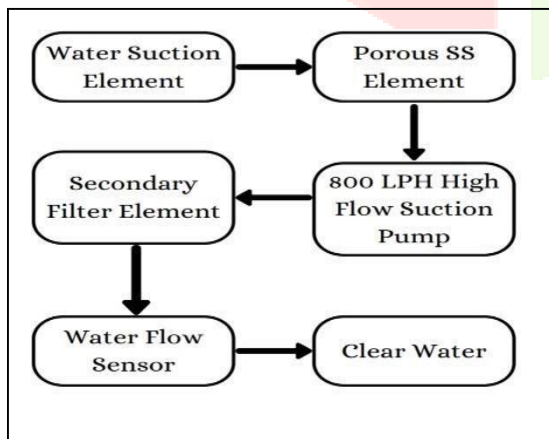 Water Suction
Element
Porous SS
Element
800 LPH High
Flow Suction
Pump
Secondary
Filter Element
Water Flow
Sensor
Clear Water